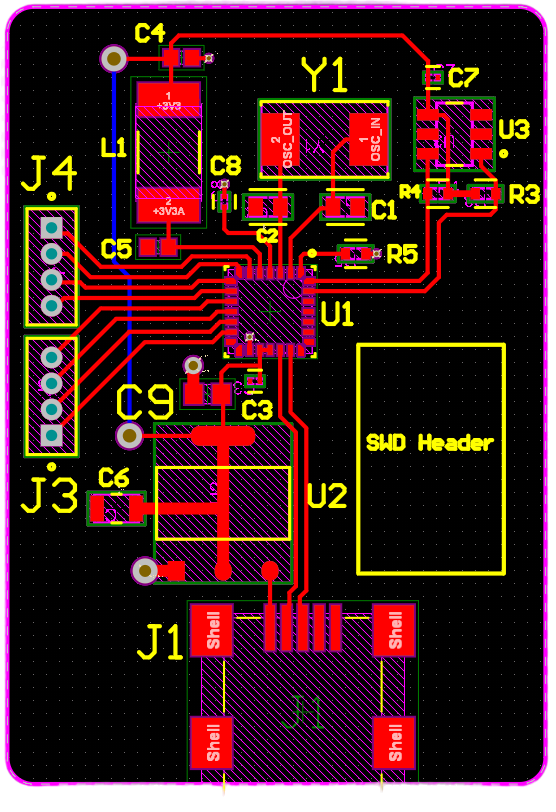 C4
Y1
C7
1
+3V3
U3
L1
2
OSC_OUT
Y1
1
OSC_IN
J4
C8
R4
R3
2
+3V3A
C1
C2
C5
R5
U1
C9
C3
SWD Header
C6
J3
U2
J1
Shell
Shell
J1
Shell
Shell